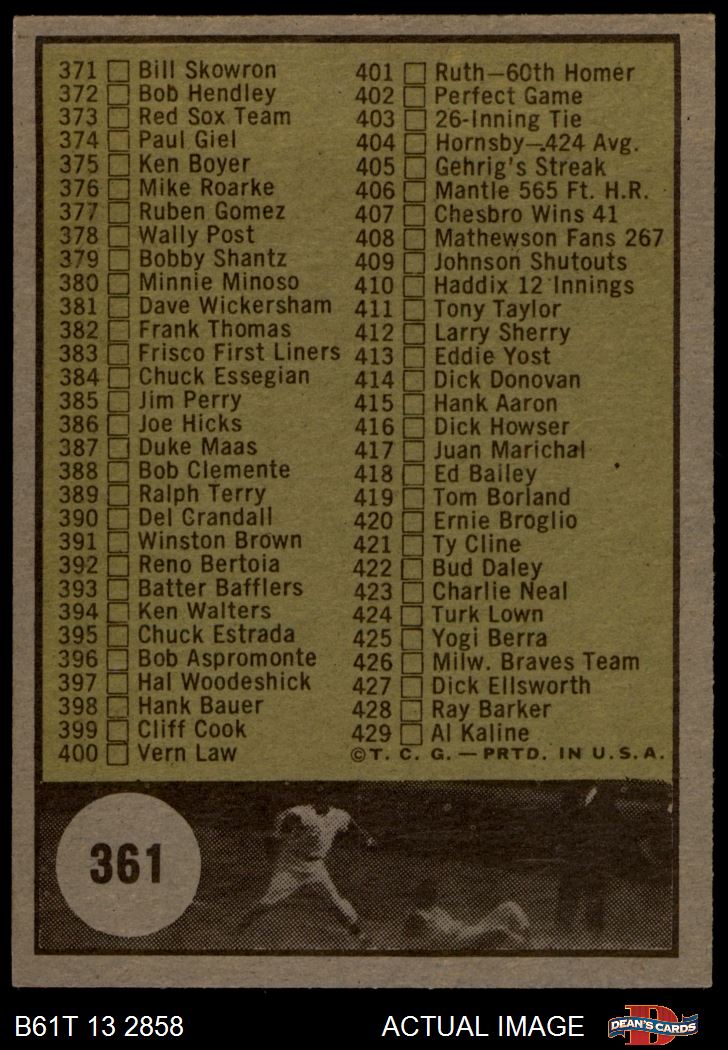 371 Bill Skowron
372 Bob Hendley
373 Red Sox Team
374 Paul Giel
375 Ken Boyer
376 Mike Roarke
377 Ruben Gomez
378 Wally Post
379 Bobby Shantz
380 Minnie Minoso
381 Dave Wickersham
382 Frank Thomas
383 Frisco First Liners
384 Chuck Essegian
385 Jim Perry
386 Joe Hicks
387 Duke Maas
388 Bob Clemente
389 Ralph Terry
390 Del Crandall
391 Winston Brown
392 Reno Bertoia
393 Batter Bafflers
394 Ken Walters
395 Chuck Estrada
396 Bob Aspromonte
397 Hal Woodeshick
398 Hank Bauer
399 Cliff Cook
400 Vern Law
401 Ruth—60th Homer
402 Perfect Game
403 26-Inning Tie
404 Hornsby—.424 Avg.
405 Gehrig's Streak
406 Mantle 565 Ft. H.R.
407 Chesbro Wins 41
408 Mathewson Fans 267
409 Johnson Shutouts
410 Haddix 12 Innings
411 Tony Taylor
412 Larry Sherry
413 Eddie Yost
414 Dick Donovan
415 Hank Aaron
416 Dick Howser
417 Juan Marichal
418 Ed Bailey
419 Tom Borland
420 Ernie Broglio
421 Ty Cline
422 Bud Daley
423 Charlie Neal
424 Turk Lown
425 Yogi Berra
426 Milw. Braves Team
427 Dick Ellsworth
428 Ray Barker
429 Al Kaline
©T. C. G. — PRTD. IN U.S.A.
361
B61T 13 2858 ACTUAL IMAGE DEAN'S CARDS